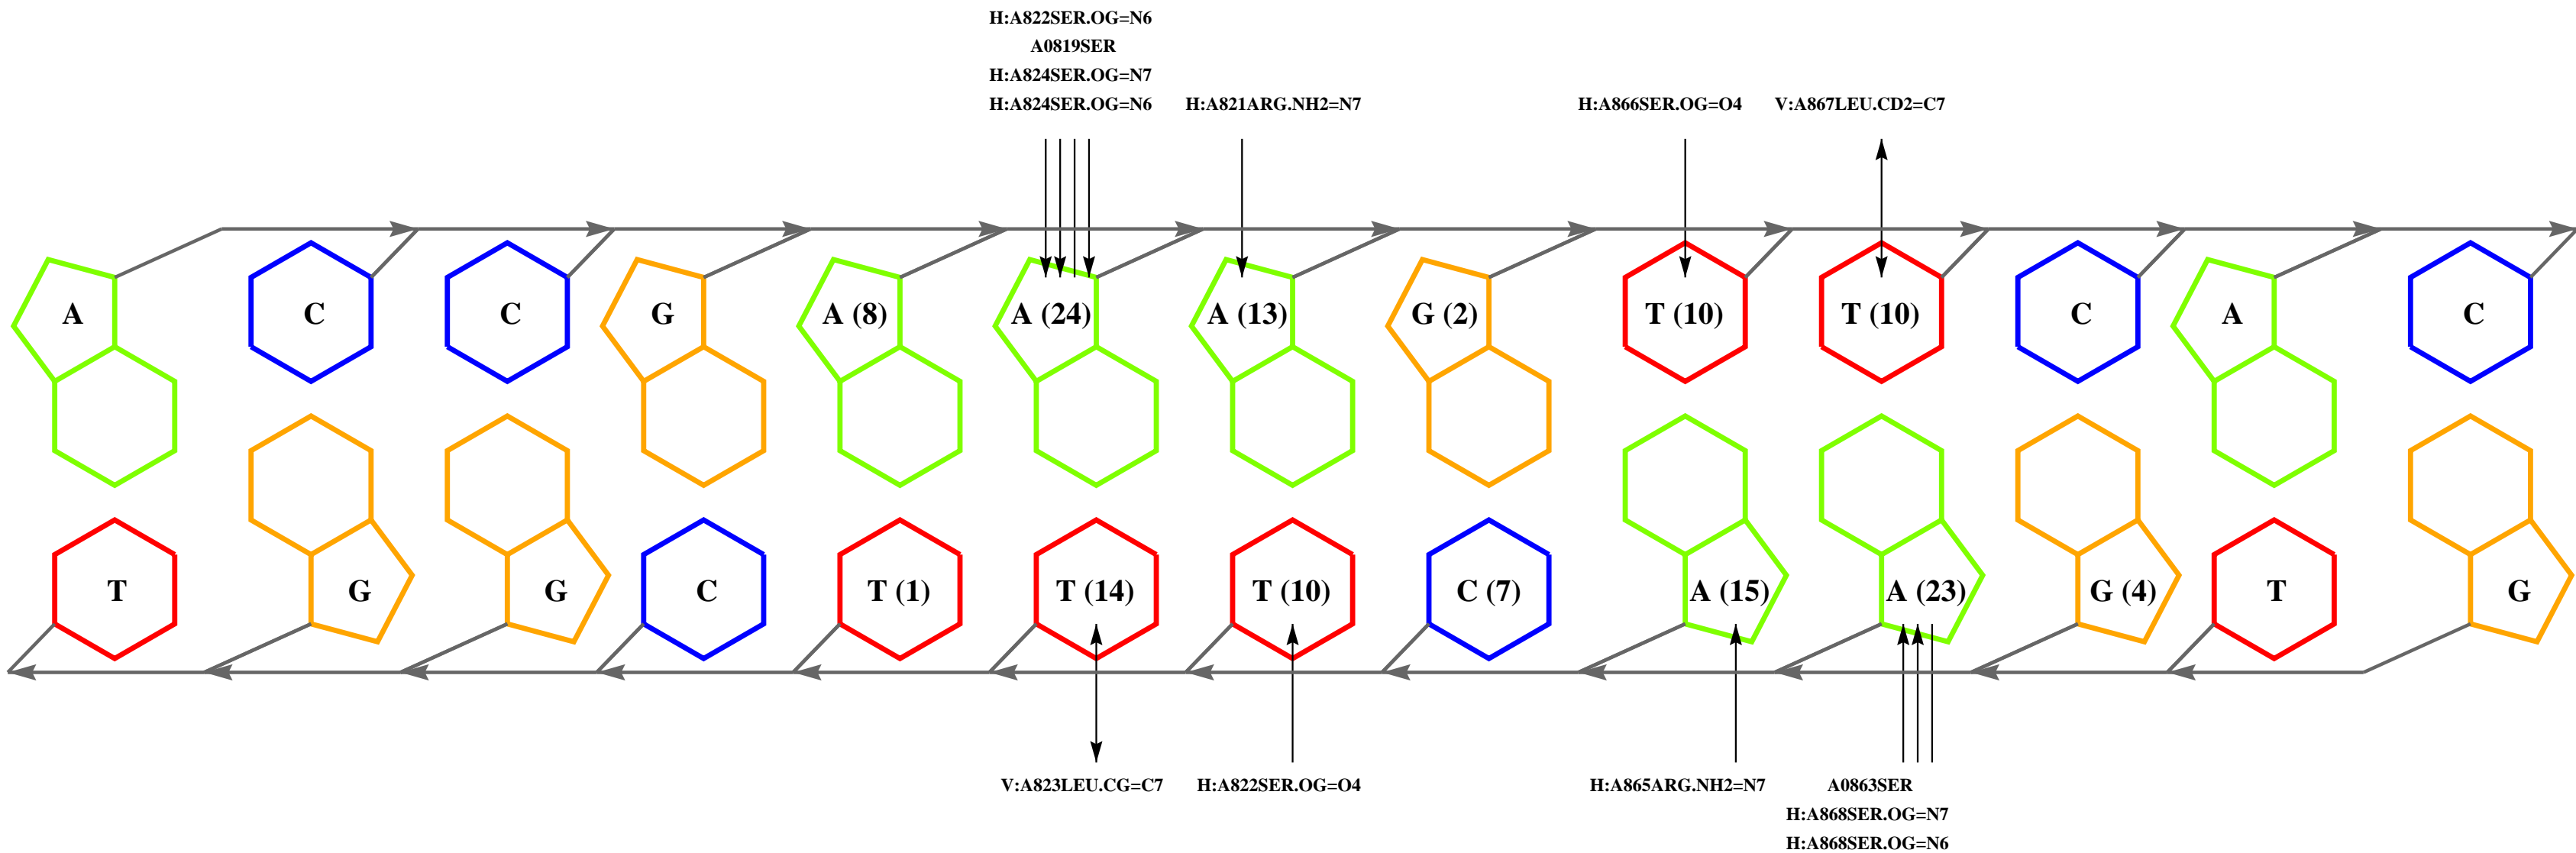 H:A822SER.OG=N6
A0819SER
H:A824SER.OG=N7
H:A824SER.OG=N6 H:A821ARG.NH2=N7 H:A866SER.OG=O4 V:A867LEU.CD2=C7
A C C G A (8) A (24) A (13) G (2) T (10) T (10) C A C
T G G C T (1) T (14) T (10) C (7) A (15) A (23) G (4) T G
V:A823LEU.CG=C7 H:A822SER.OG=O4 H:A865ARG.NH2=N7 A0863SER
H:A868SER.OG=N7
H:A868SER.OG=N6